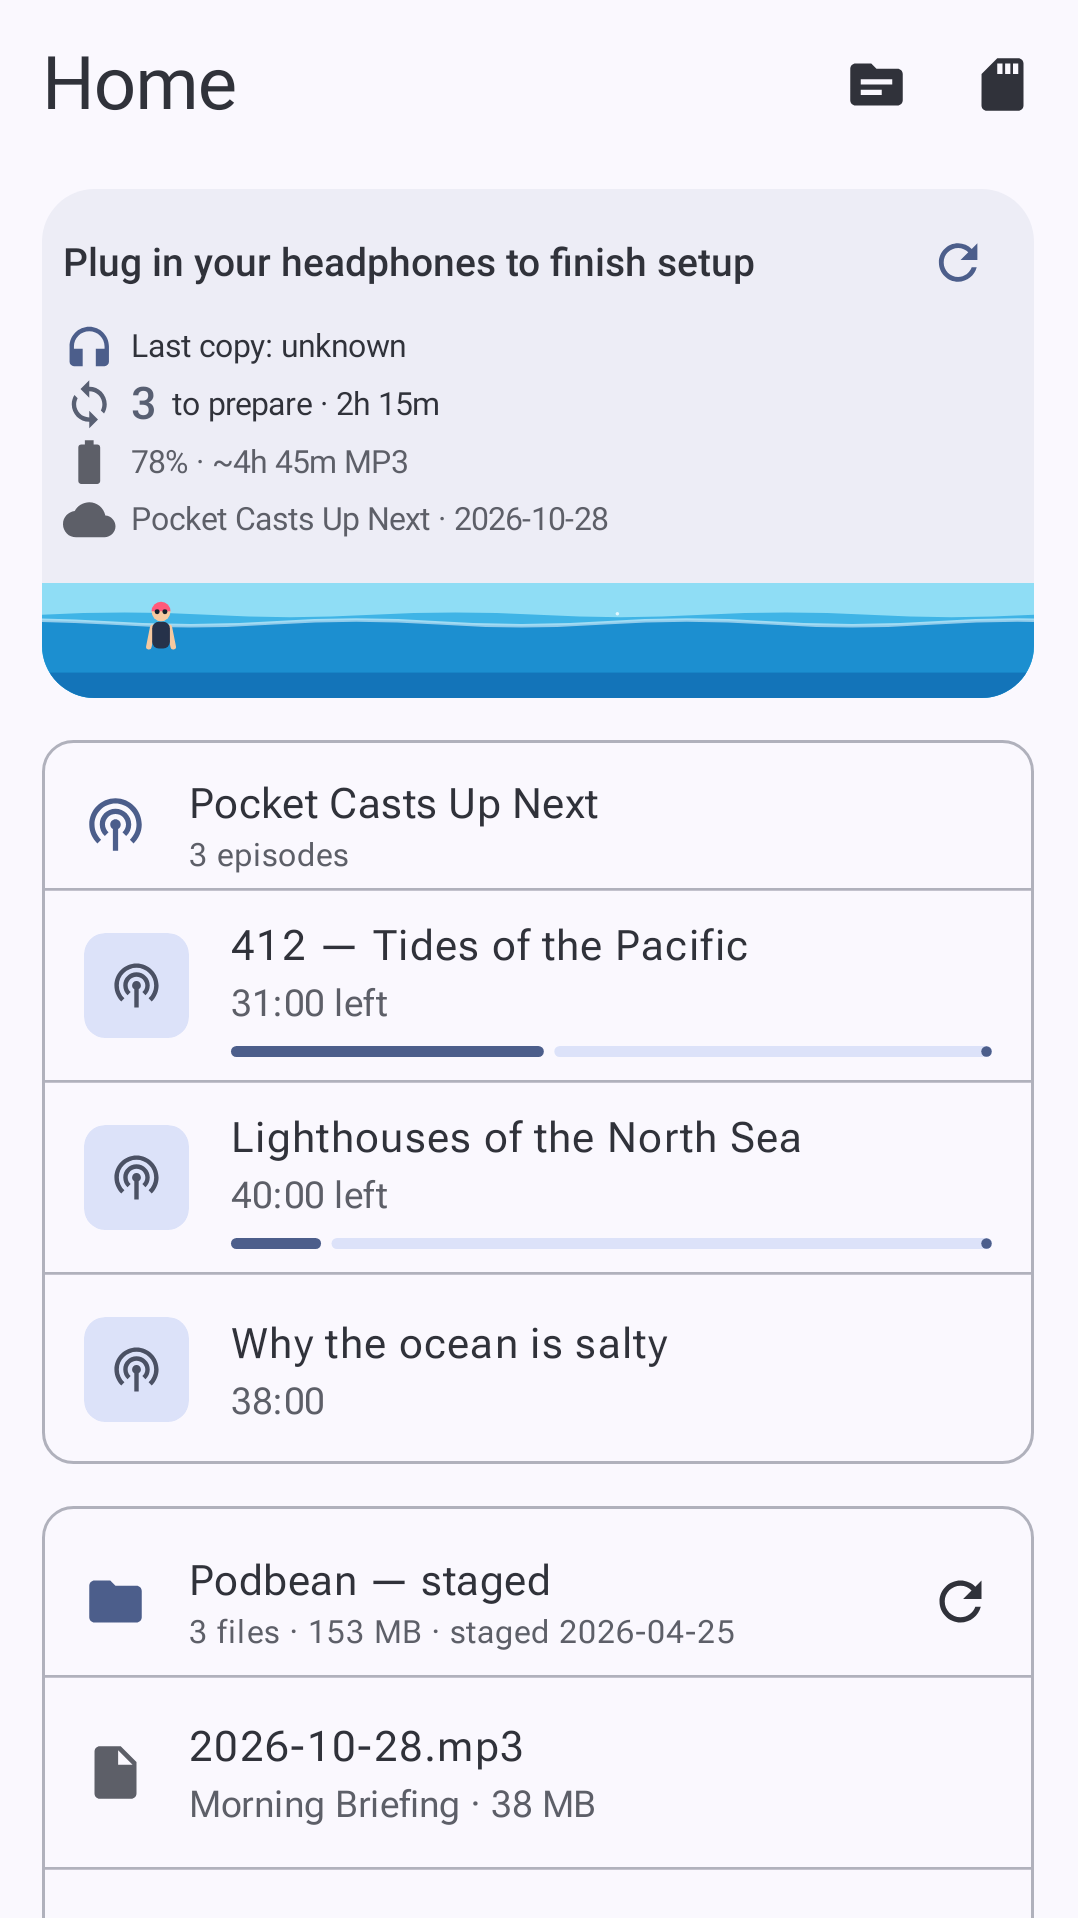 Home
Plug in your headphones to finish setup
Last copy: unknown
3 to prepare · 2h 15m
78% · ~4h 45m MP3
Pocket Casts Up Next · 2026-10-28
Pocket Casts Up Next
3 episodes
412 — Tides of the Pacific
31:00 left
Lighthouses of the North Sea
40:00 left
Why the ocean is salty
38:00
Podbean — staged
3 files · 153 MB · staged 2026-04-25
2026-10-28.mp3
Morning Briefing · 38 MB